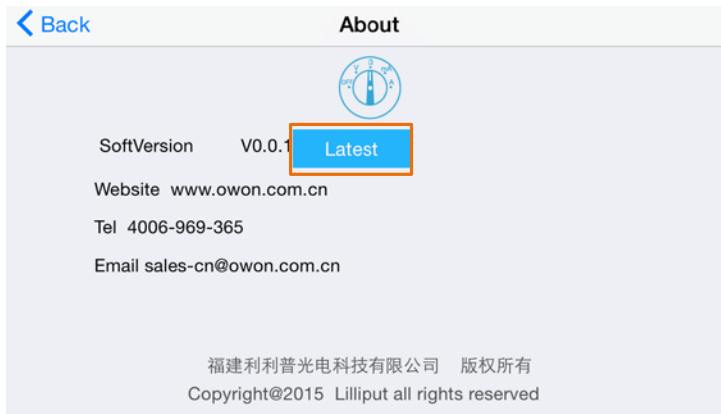 Back About
OFF V Ω mA A
SoftVersion V0.0.1 Latest
Website www.owon.com.cn
Tel 4006-969-365
Email sales-cn@owon.com.cn
福建利利普光电科技有限公司 版权所有
Copyright@2015 Lilliput all rights reserved